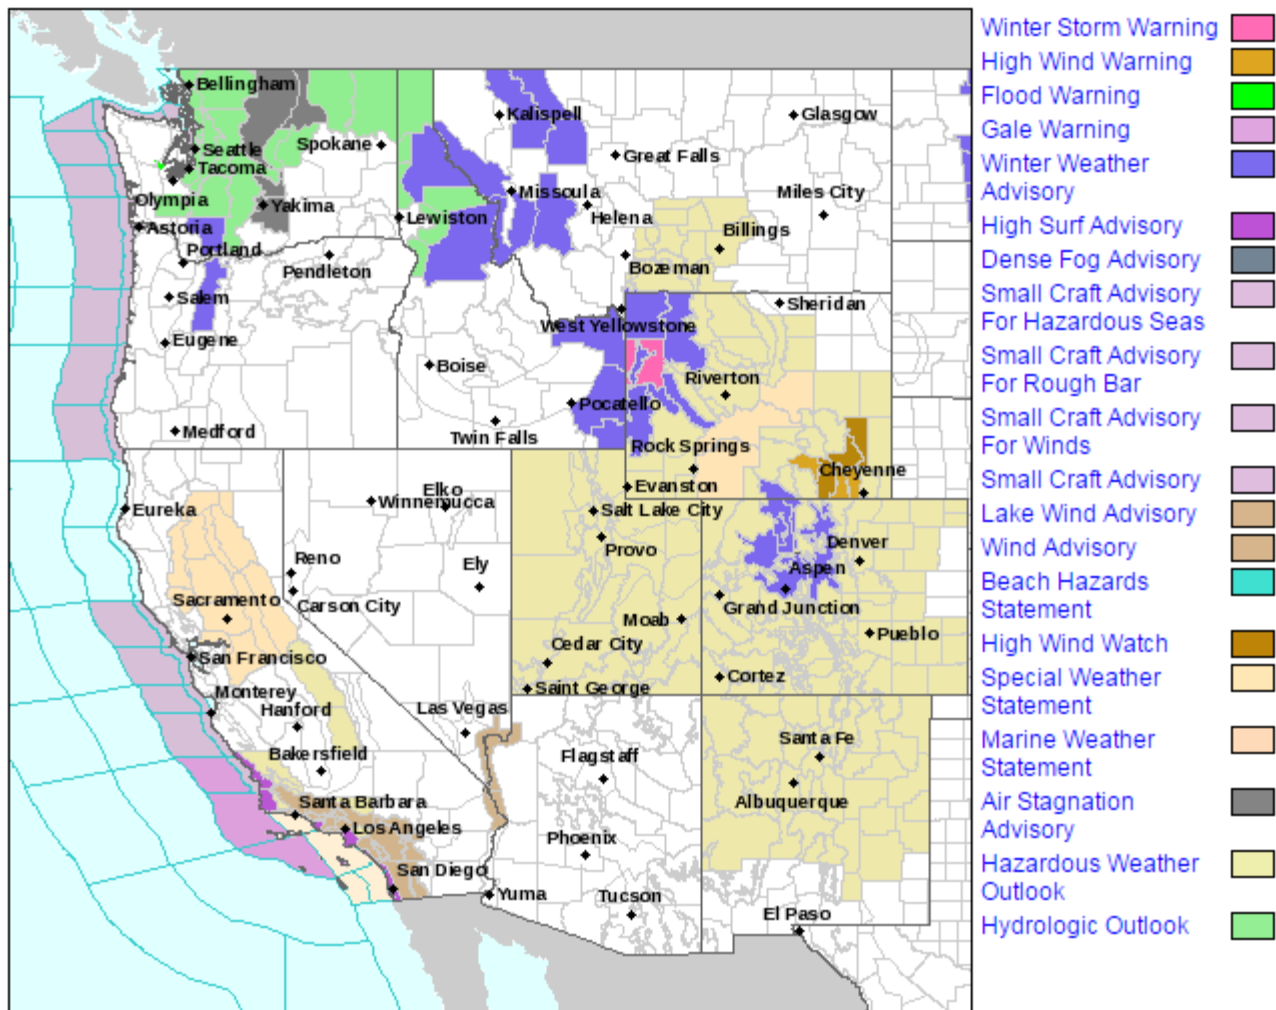 Bellingham
Kalispell
Glasgow
Spokane
Seattle
Great Falls
Tacoma
Missoula
Miles City
Olympia
Yakima
Lewiston
Helena
Astoria
Billings
Portland
Pendleton
Bozeman
Salem
Sheridan
West Yellowstone
Eugene
Boise
Riverton
Pocatello
Medford
Twin Falls
Rock Springs
Cheyenne
Evanston
Elko
Winnemucca
Eureka
Salt Lake City
Provo
Denver
Reno
Ely
Aspen
Sacramento
Carson City
Grand Junction
Moab
Pueblo
Cedar City
San Francisco
Cortez
Saint George
Monterey
Hanford
Las Vegas
Santa Fe
Bakersfield
Flagstaff
Albuquerque
Santa Barbara
Los Angeles
Phoenix
San Diego
Yuma
Tucson
El Paso
Winter Storm Warning
High Wind Warning
Flood Warning
Gale Warning
Winter Weather
Advisory
High Surf Advisory
Dense Fog Advisory
Small Craft Advisory
For Hazardous Seas
Small Craft Advisory
For Rough Bar
Small Craft Advisory
For Winds
Small Craft Advisory
Lake Wind Advisory
Wind Advisory
Beach Hazards
Statement
High Wind Watch
Special Weather
Statement
Marine Weather
Statement
Air Stagnation
Advisory
Hazardous Weather
Outlook
Hydrologic Outlook